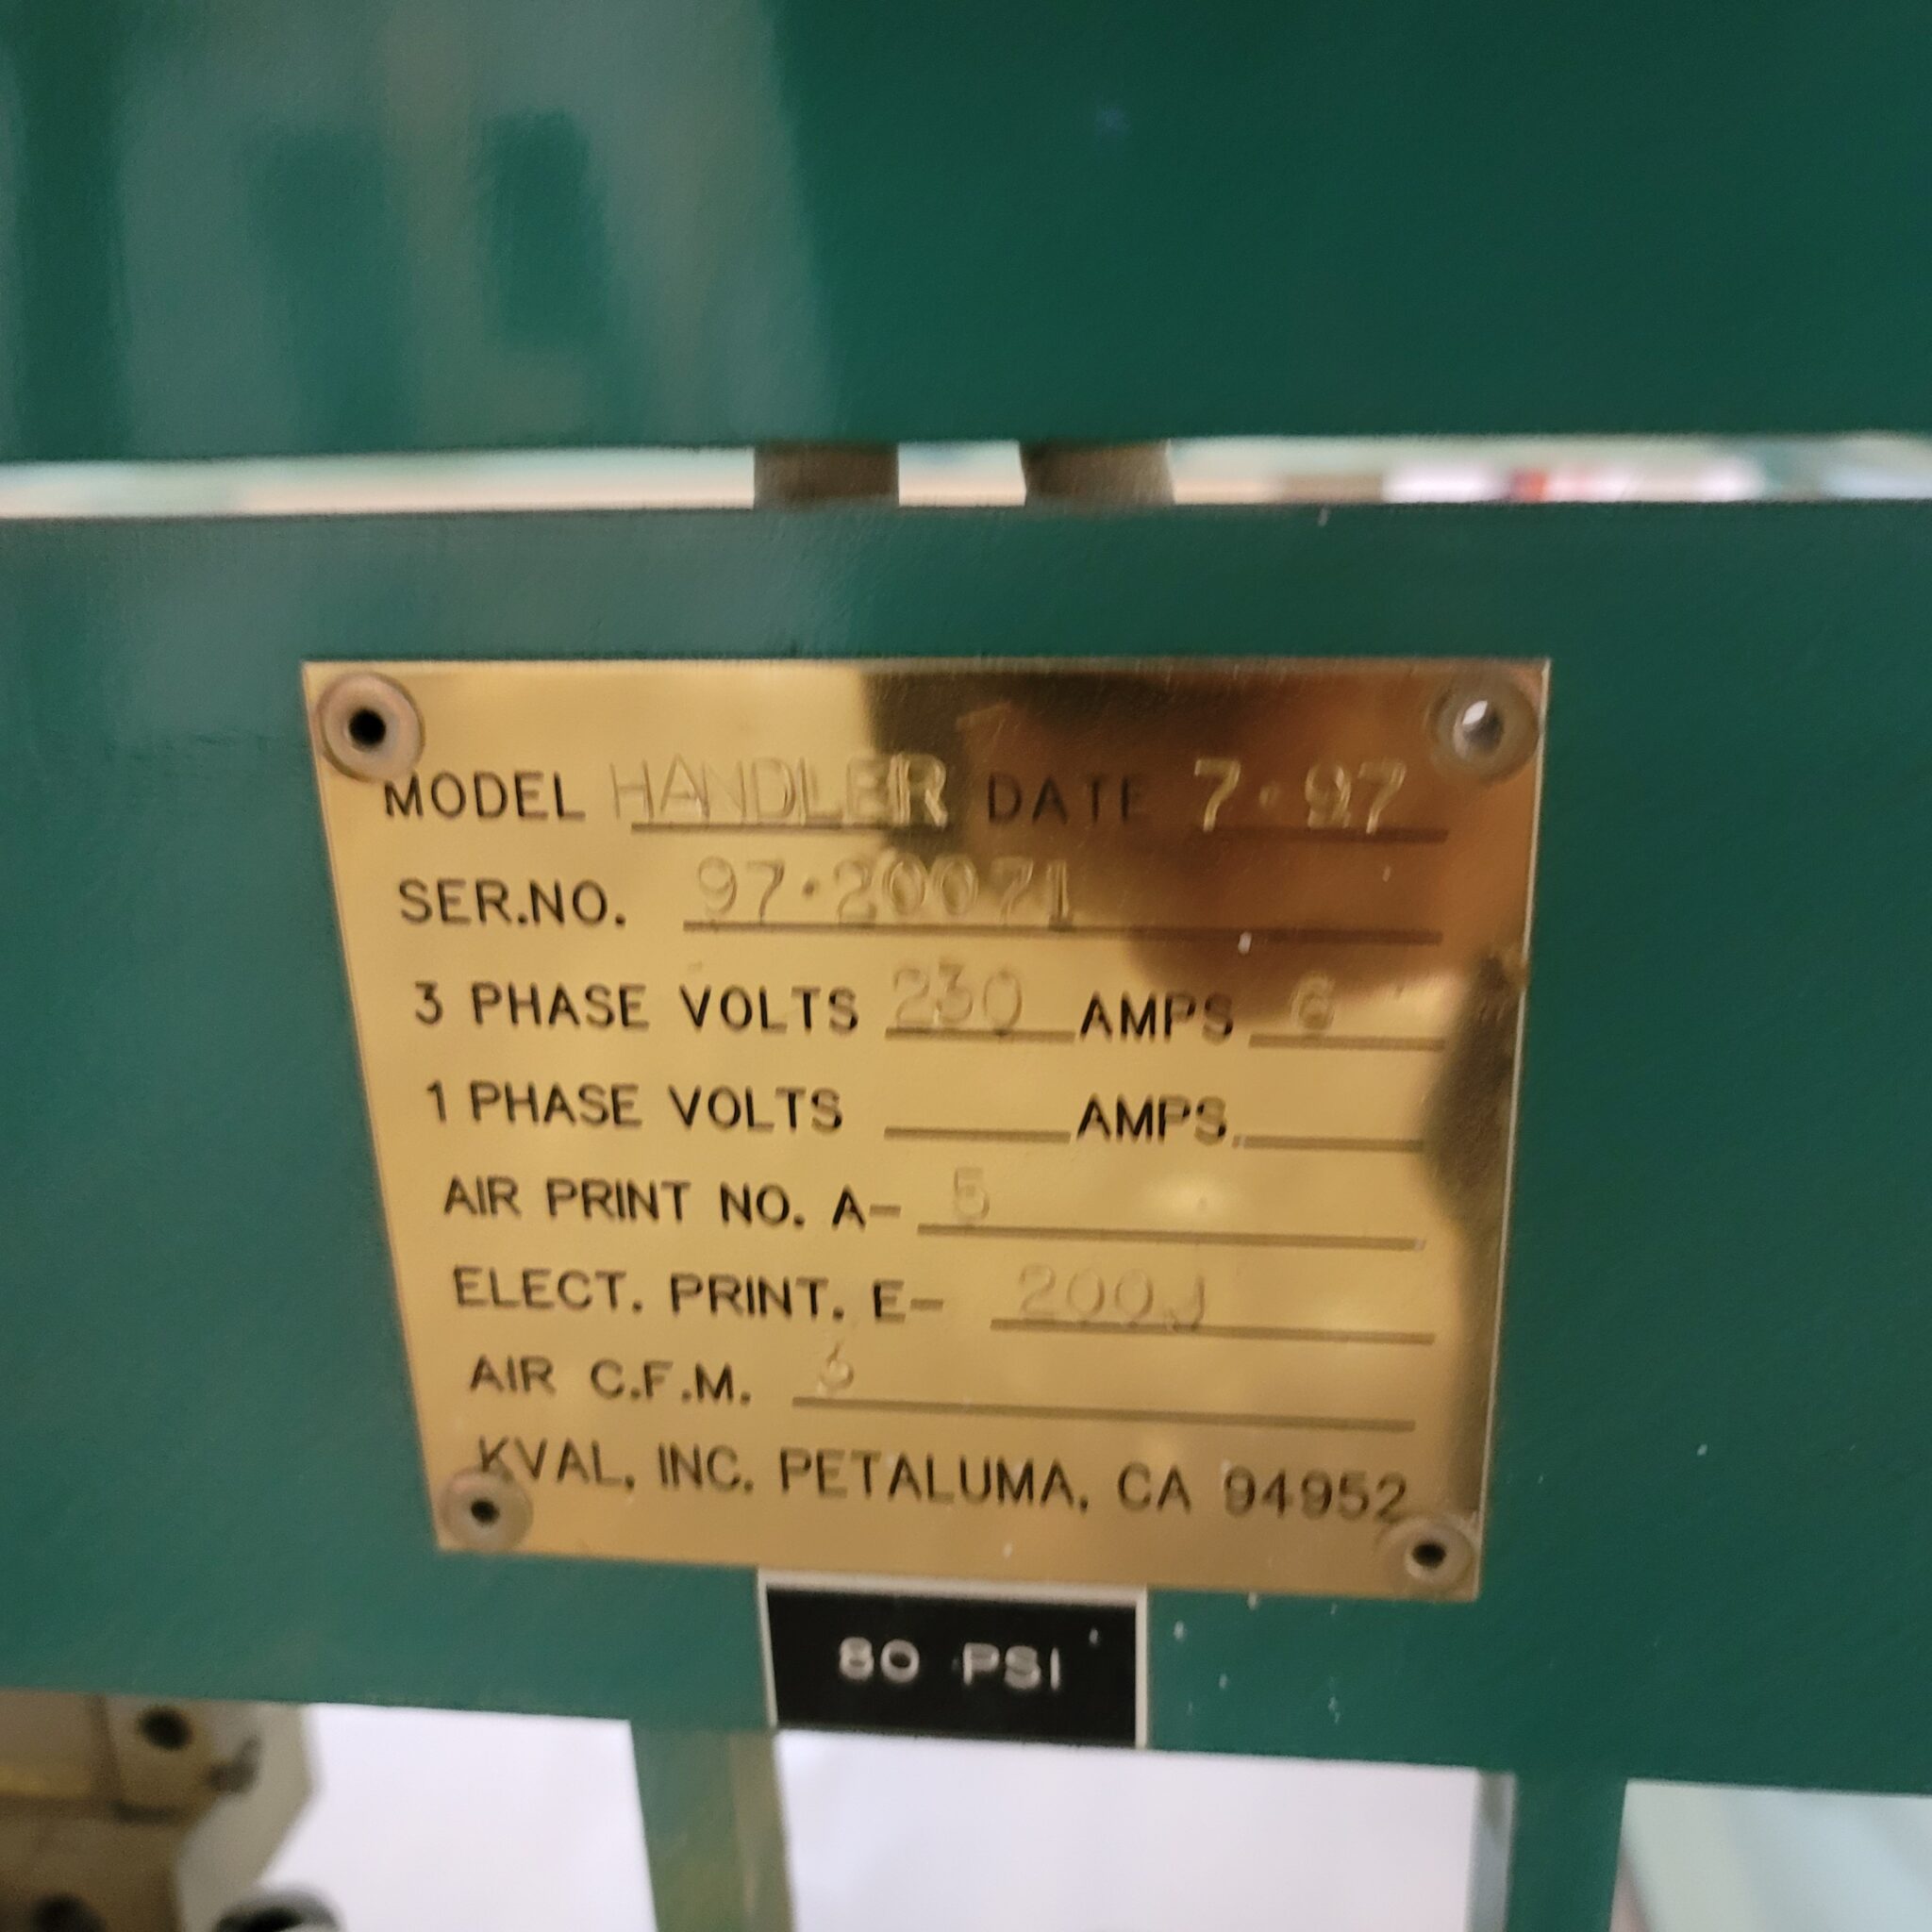 MODEL HANDLER DATE 7·97
SER.NO. 97·20071
3 PHASE VOLTS 230 AMPS 6
1 PHASE VOLTS AMPS
AIR PRINT NO. A- 5
ELECT. PRINT. E- 200J
AIR C.F.M.
KVAL, INC. PETALUMA, CA 94952
80 PSI